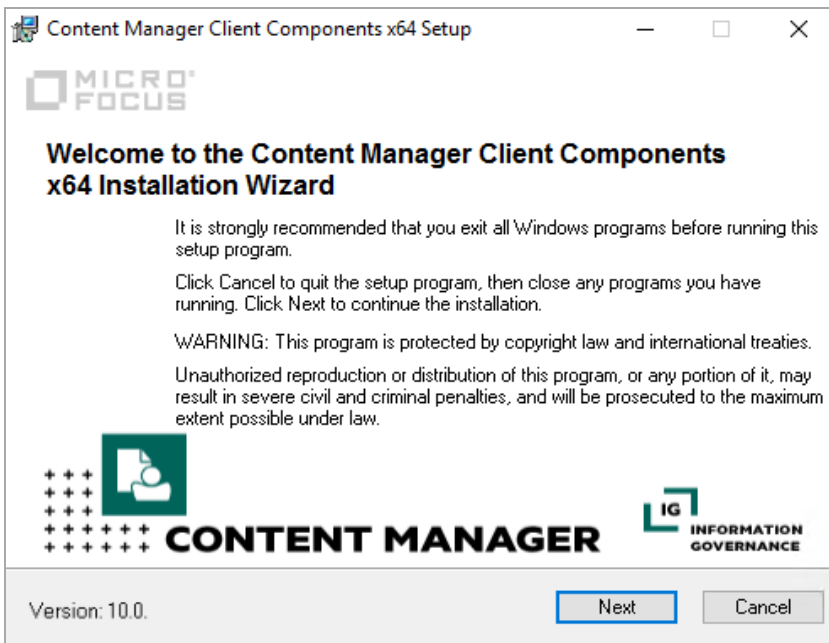 Content Manager Client Components x64 Setup
MICRO
FOCUS
Welcome to the Content Manager Client Components
x64 Installation Wizard
It is strongly recommended that you exit all Windows programs before running this
setup program.
Click Cancel to quit the setup program, then close any programs you have
running. Click Next to continue the installation.
WARNING: This program is protected by copyright law and international treaties.
Unauthorized reproduction or distribution of this program, or any portion of it, may
result in severe civil and criminal penalties, and will be prosecuted to the maximum
extent possible under law.
CONTENT MANAGER
IG
INFORMATION
GOVERNANCE
Version: 10.0.
Next
Cancel